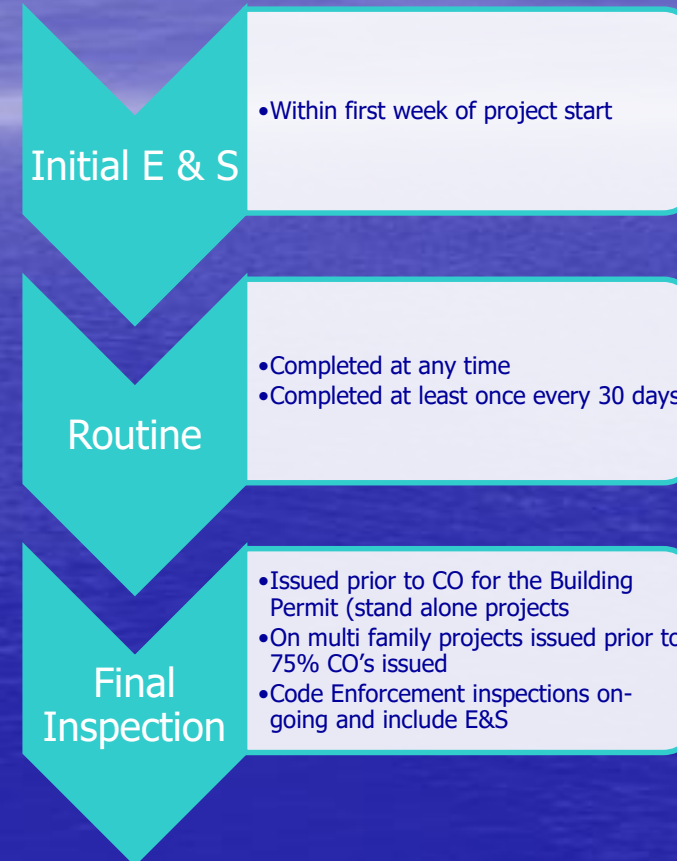 Initial E & S
•Within first week of project start
Routine
•Completed at any time
•Completed at least once every 30 days
Final
Inspection
•Issued prior to CO for the Building
Permit (stand alone projects
•On multi family projects issued prior to
75% CO's issued
•Code Enforcement inspections on-
going and include E&S